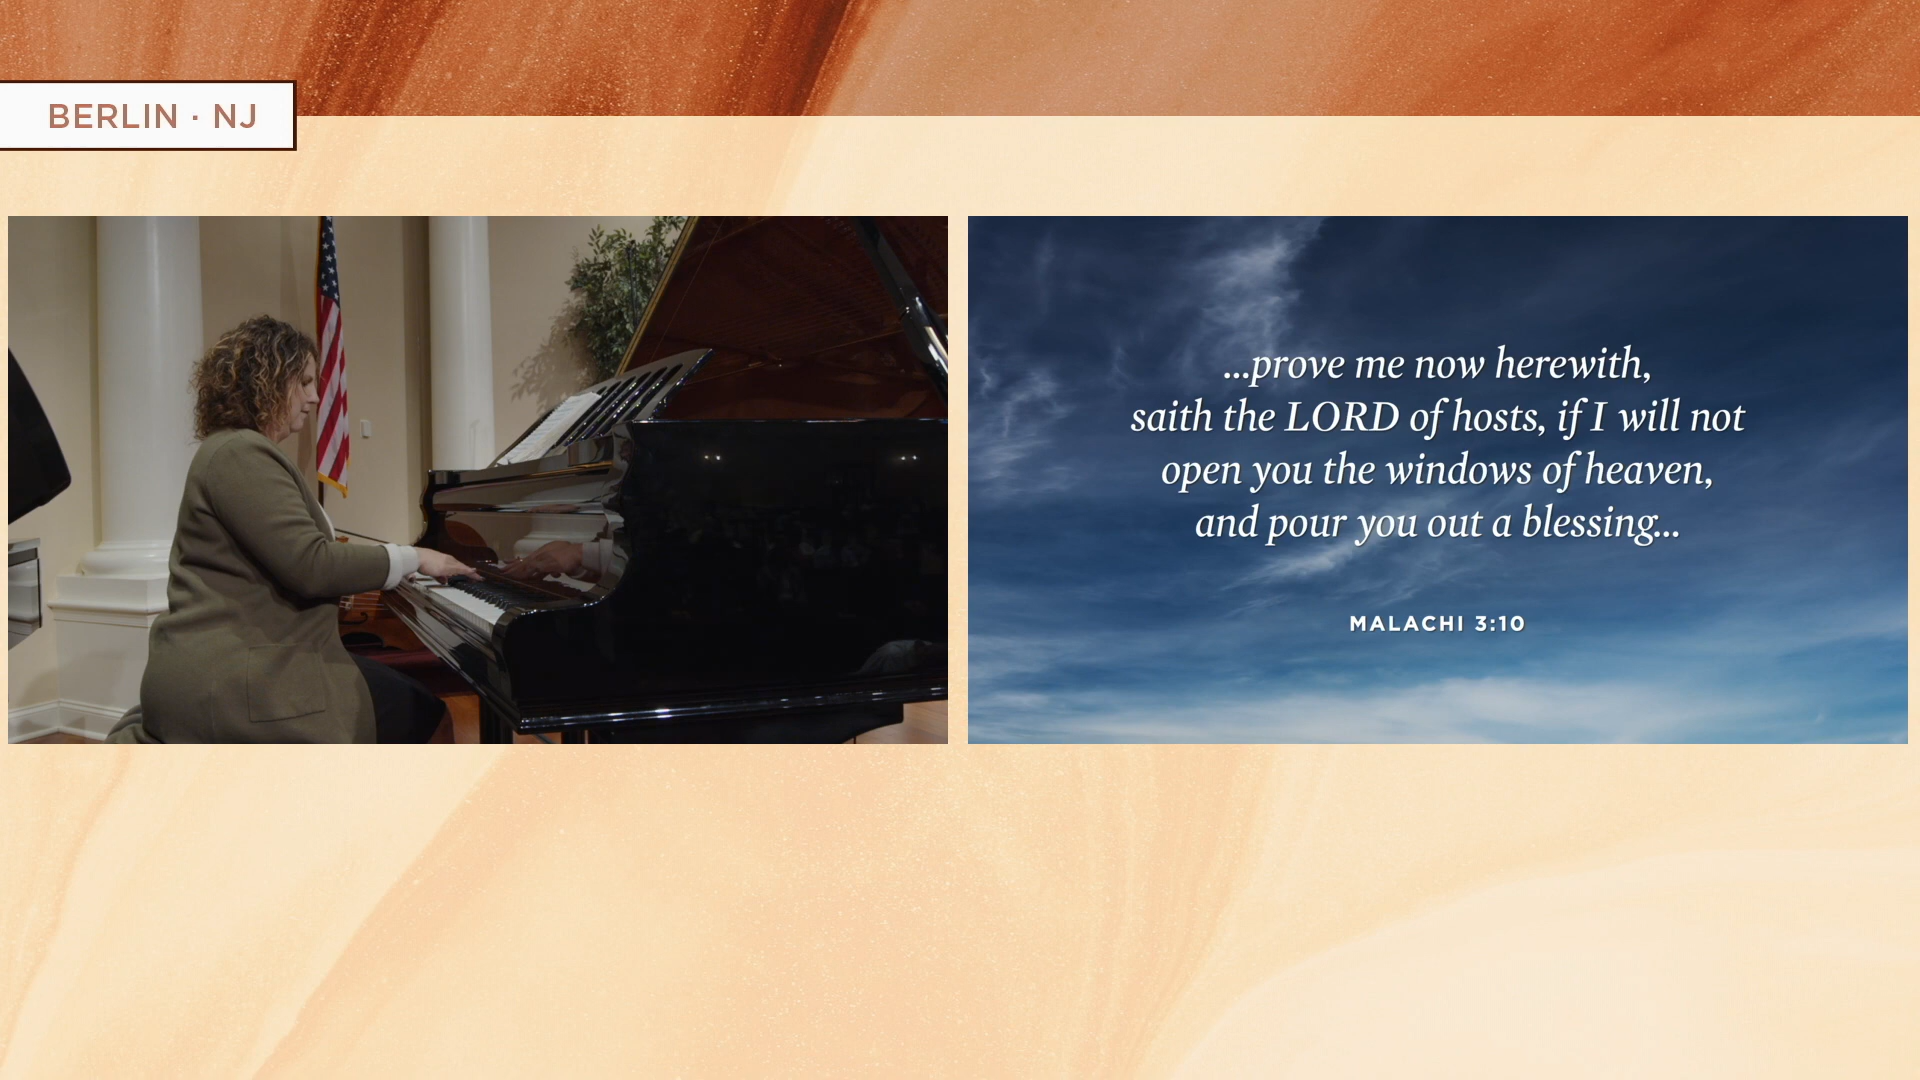 BERLIN · NJ
...prove me now herewith,
saith the LORD of hosts, if I will not
open you the windows of heaven,
and pour you out a blessing...
MALACHI 3:10